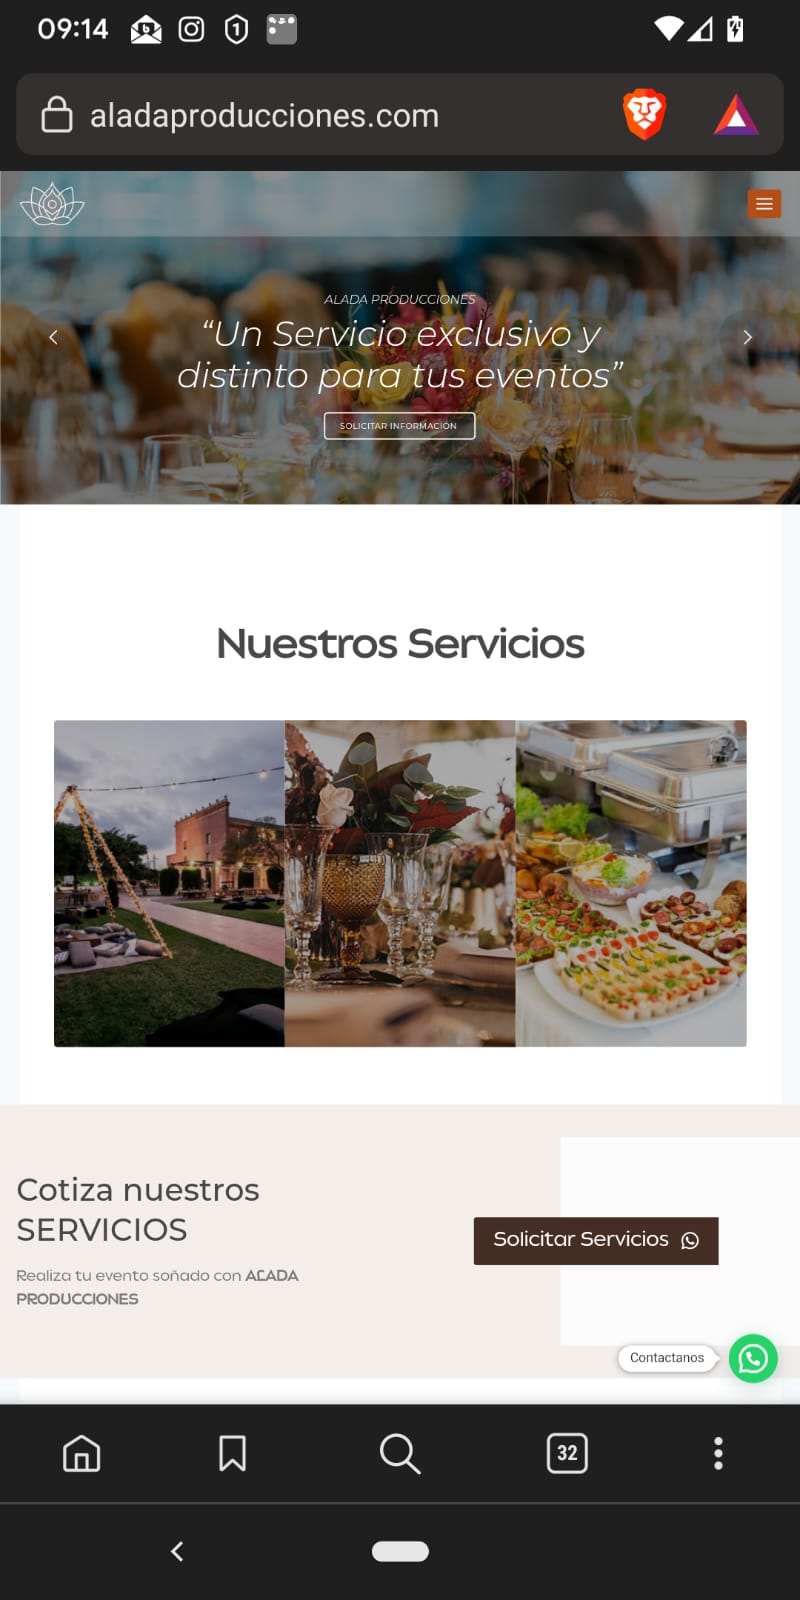 09:14
aladaproducciones.com
ALADA PRODUCCIONES
“Un Servicio exclusivo y
distinto para tus eventos”
SOLICITAR INFORMACIÓN
Nuestros Servicios
Cotiza nuestros
SERVICIOS
Realiza tu evento soñado con ALADA
PRODUCCIONES
Solicitar Servicios
Contactanos
32